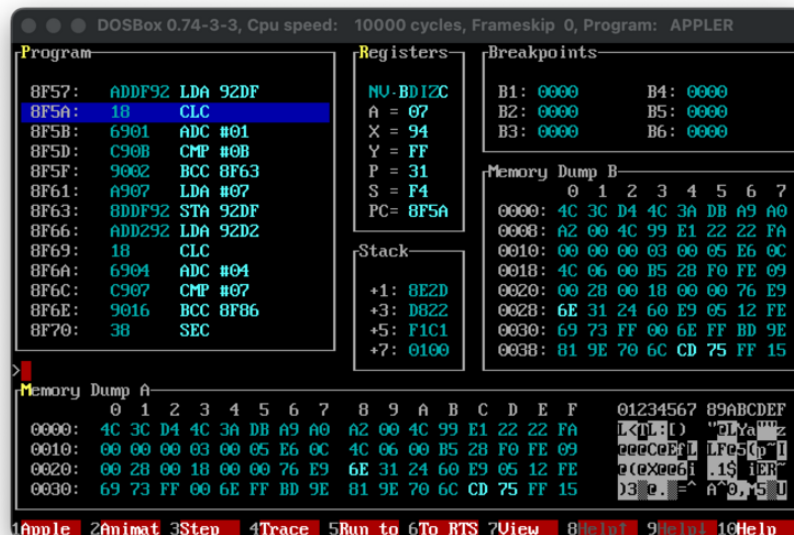 DOSBox 0.74-3-3, Cpu speed: 10000 cycles, Frameskip 0, Program: APPLER
Program
8F57: ADDF92 LDA 92DF
8F5A: 18 CLC
8F5B: 6901 ADC #01
8F5D: C90B CMP #0B
8F5F: 9002 BCC 8F63
8F61: A907 LDA #07
8F63: 8DDF92 STA 92DF
8F66: ADD292 LDA 92D2
8F69: 18 CLC
8F6A: 6904 ADC #04
8F6C: C907 CMP #07
8F6E: 9016 BCC 8F86
8F70: 38 SEC
Registers
NV-BDIZC
A = 07
X = 94
Y = FF
P = 31
S = F4
PC= 8F5A
Stack
+1: 8E2D
+3: D822
+5: F1C1
+7: 0100
Breakpoints
B1: 0000 B4: 0000
B2: 0000 B5: 0000
B3: 0000 B6: 0000
Memory Dump B
0 1 2 3 4 5 6 7
0000: 4C 3C D4 4C 3A DB A9 A0
0008: A2 00 4C 99 E1 22 22 FA
0010: 00 00 00 03 00 05 E6 0C
0018: 4C 06 00 B5 28 F0 FE 09
0020: 00 28 00 18 00 00 76 E9
0028: 6E 31 24 60 E9 05 12 FE
0030: 69 73 FF 00 6E FF BD 9E
0038: 81 9E 70 6C CD 75 FF 15
>
Memory Dump A
0 1 2 3 4 5 6 7 8 9 A B C D E F 01234567 89ABCDEF
0000: 4C 3C D4 4C 3A DB A9 A0 A2 00 4C 99 E1 22 22 FA
0010: 00 00 00 03 00 05 E6 0C 4C 06 00 B5 28 F0 FE 09
0020: 00 28 00 18 00 00 76 E9 6E 31 24 60 E9 05 12 FE
0030: 69 73 FF 00 6E FF BD 9E 81 9E 70 6C CD 75 FF 15
1Apple 2Animat 3Step 4Trace 5Run to 6To RTS 7View 8Help↑ 9Help↓ 10Help